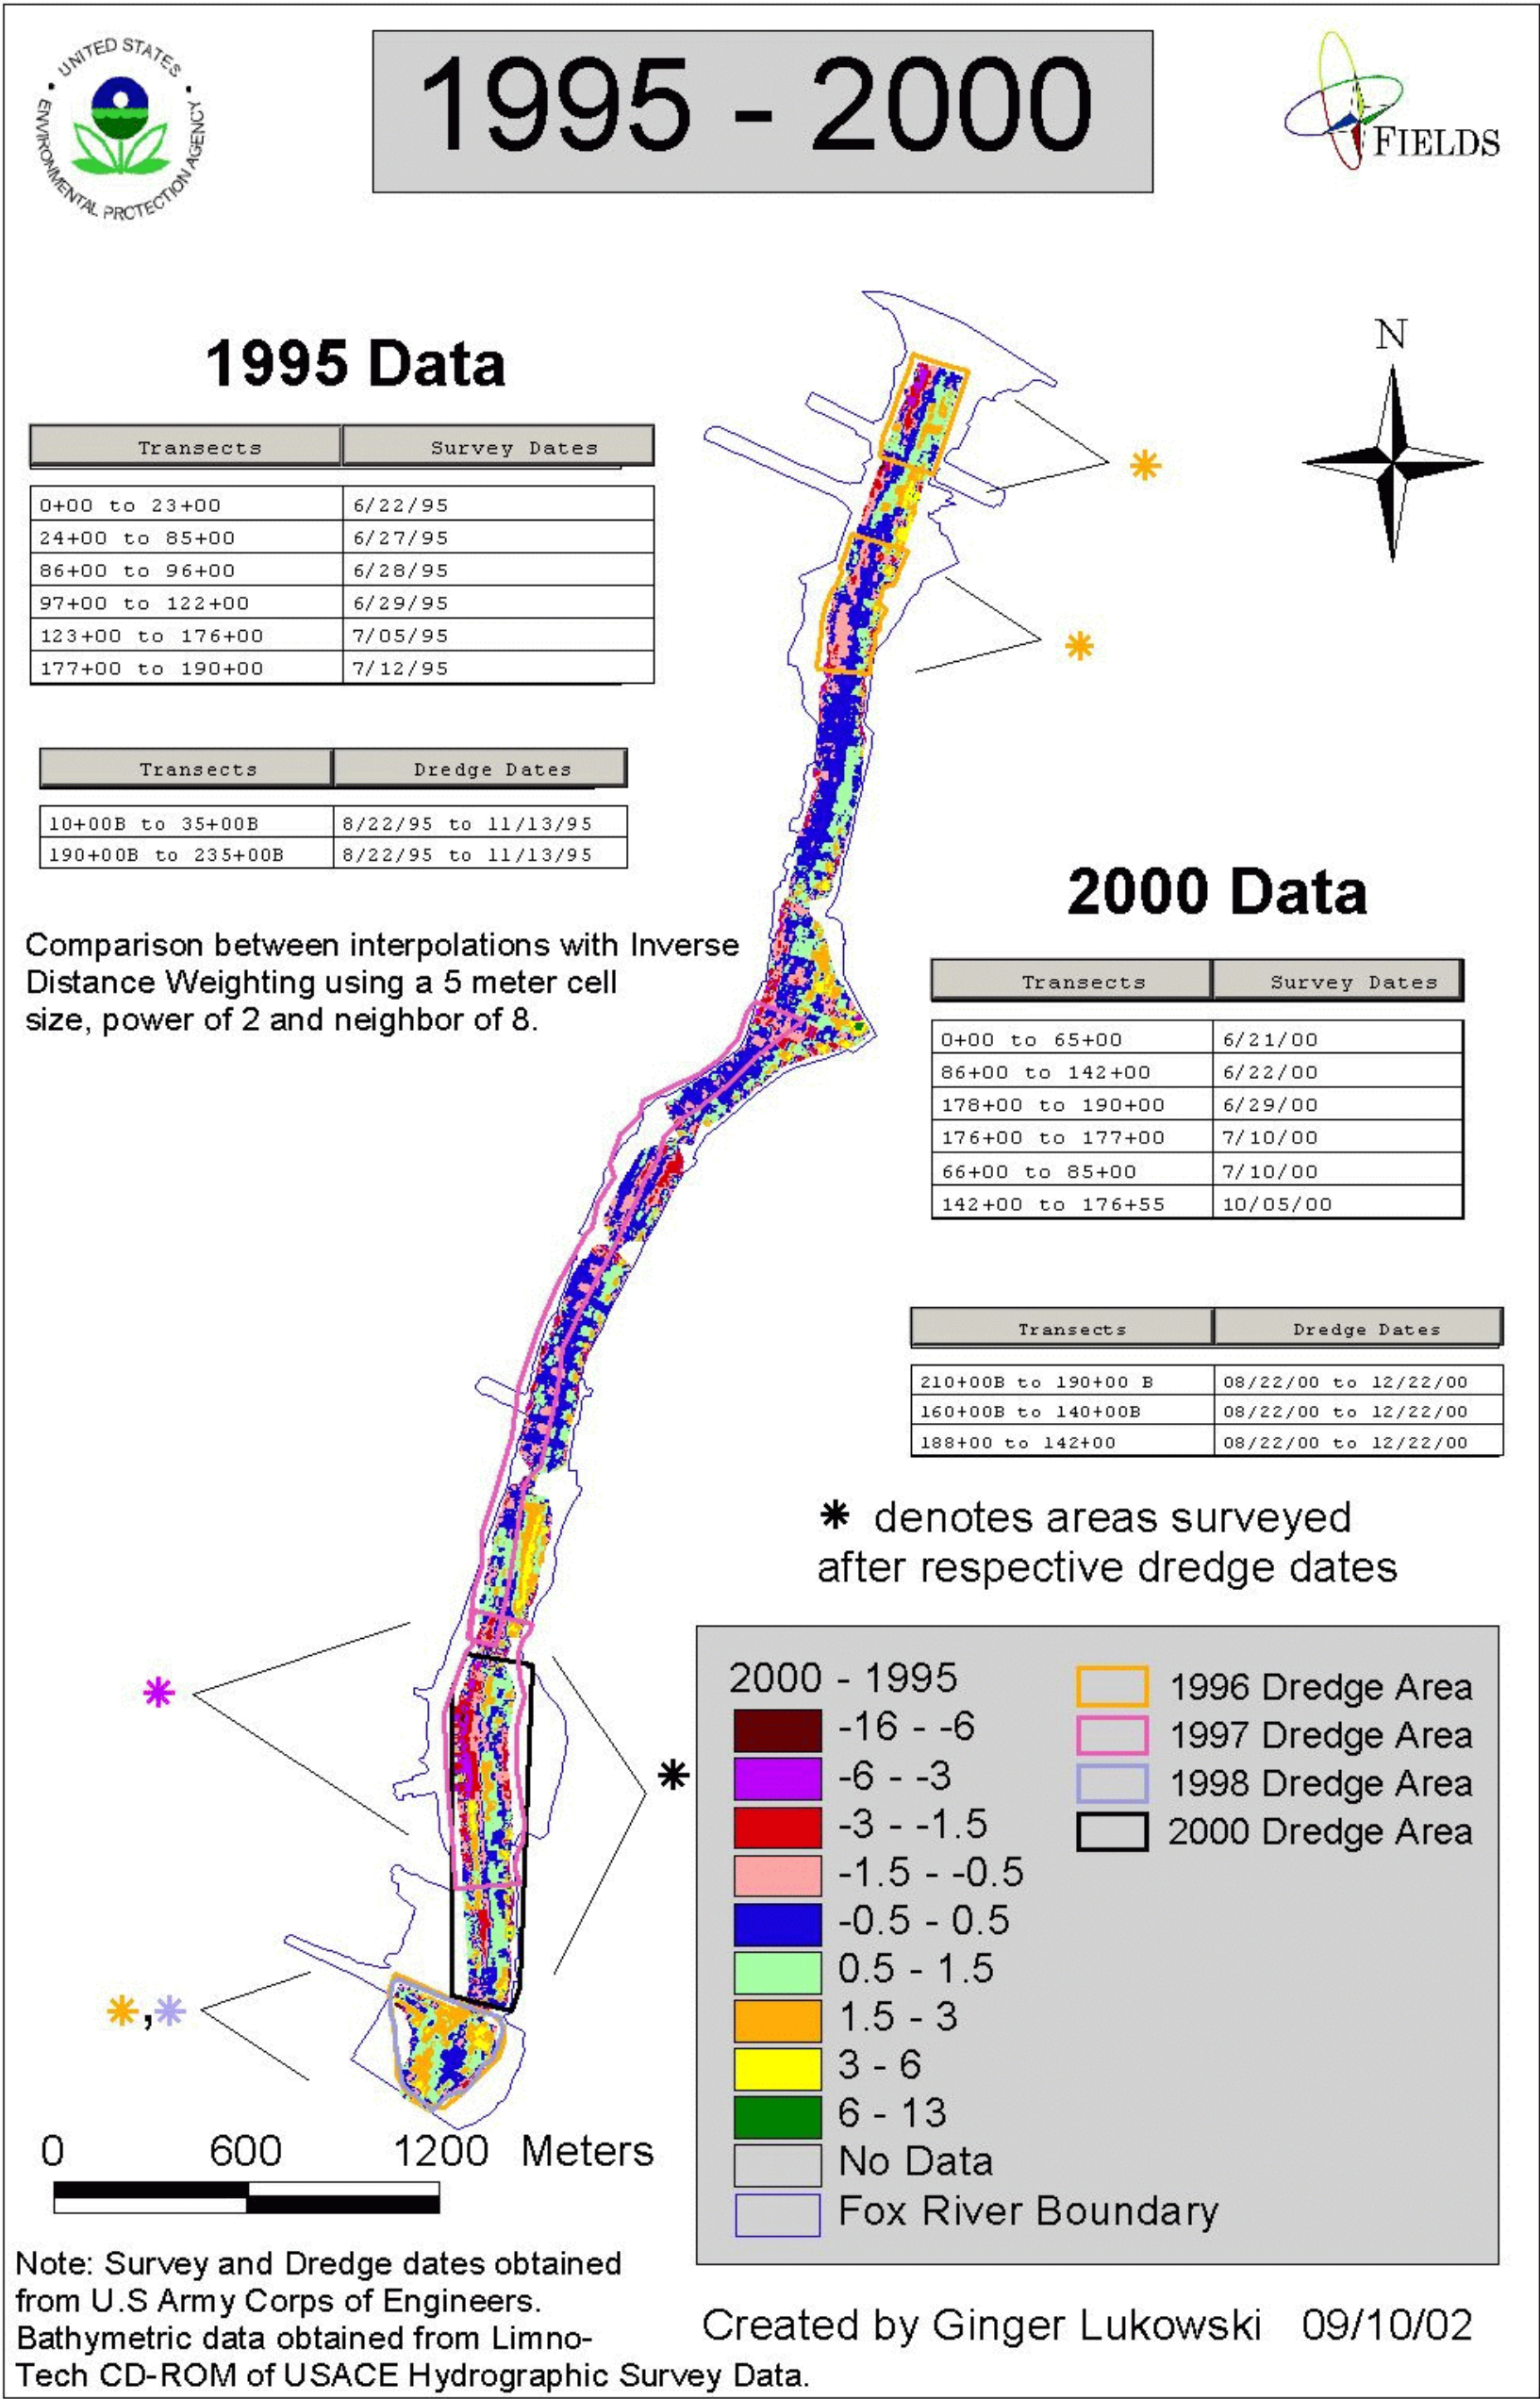 UNITED STATES
ENVIRONMENTAL PROTECTION AGENCY
1995 - 2000
FIELDS
N
1995 Data
Transects Survey Dates
0+00 to 23+00 6/22/95
24+00 to 85+00 6/27/95
86+00 to 96+00 6/28/95
97+00 to 122+00 6/29/95
123+00 to 176+00 7/05/95
177+00 to 190+00 7/12/95
Transects Dredge Dates
10+00B to 35+00B 8/22/95 to 11/13/95
190+00B to 235+00B 8/22/95 to 11/13/95
Comparison between interpolations with Inverse
Distance Weighting using a 5 meter cell
size, power of 2 and neighbor of 8.
2000 Data
Transects Survey Dates
0+00 to 65+00 6/21/00
86+00 to 142+00 6/22/00
178+00 to 190+00 6/29/00
176+00 to 177+00 7/10/00
66+00 to 85+00 7/10/00
142+00 to 176+55 10/05/00
Transects Dredge Dates
210+00B to 190+00 B 08/22/00 to 12/22/00
160+00B to 140+00B 08/22/00 to 12/22/00
188+00 to 142+00 08/22/00 to 12/22/00
* denotes areas surveyed
after respective dredge dates
*
*
*
*
*,*
2000 - 1995
-16 - -6
-6 - -3
-3 - -1.5
-1.5 - -0.5
-0.5 - 0.5
0.5 - 1.5
1.5 - 3
3 - 6
6 - 13
No Data
Fox River Boundary
1996 Dredge Area
1997 Dredge Area
1998 Dredge Area
2000 Dredge Area
0 600 1200 Meters
Note: Survey and Dredge dates obtained
from U.S Army Corps of Engineers.
Bathymetric data obtained from Limno-
Tech CD-ROM of USACE Hydrographic Survey Data.
Created by Ginger Lukowski 09/10/02